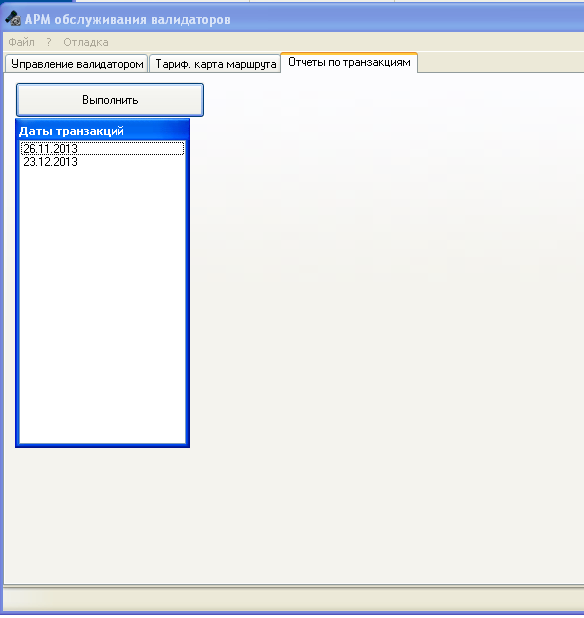 АРМ обслуживания валидаторов
Файл ? Отладка
Управление валидатором Тариф. карта маршрута Отчеты по транзакциям
Выполнить
Даты транзакций
26.11.2013
23.12.2013